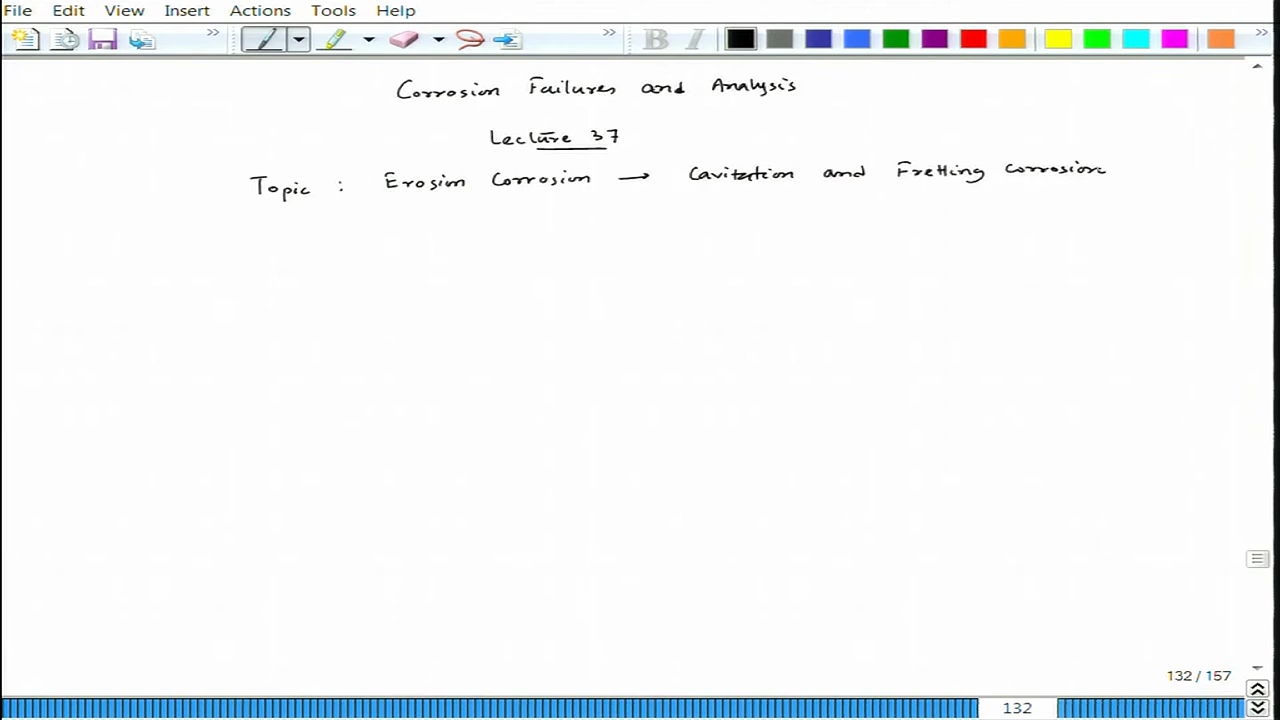 File Edit View Insert Actions Tools Help
B I
Corrosion Failures and Analysis
Lecture 37
Topic : Erosion Corrosion → Cavitation and Fretting Corrosion
132 / 157
132